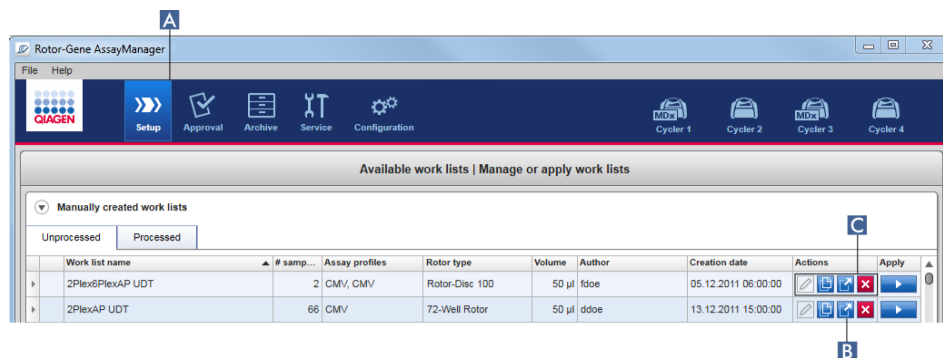 A
Rotor-Gene AssayManager
File Help
QIAGEN
Setup Approval Archive Service Configuration
MDx MDx
Cycler 1 Cycler 2 Cycler 3 Cycler 4
Available work lists | Manage or apply work lists
Manually created work lists
C
Unprocessed Processed
Work list name # samp... Assay profiles Rotor type Volume Author Creation date Actions Apply
2Plex6PlexAP UDT 2 CMV, CMV Rotor-Disc 100 50 µl fdoe 05.12.2011 06:00:00
2PlexAP UDT 66 CMV 72-Well Rotor 50 µl ddoe 13.12.2011 15:00:00
B